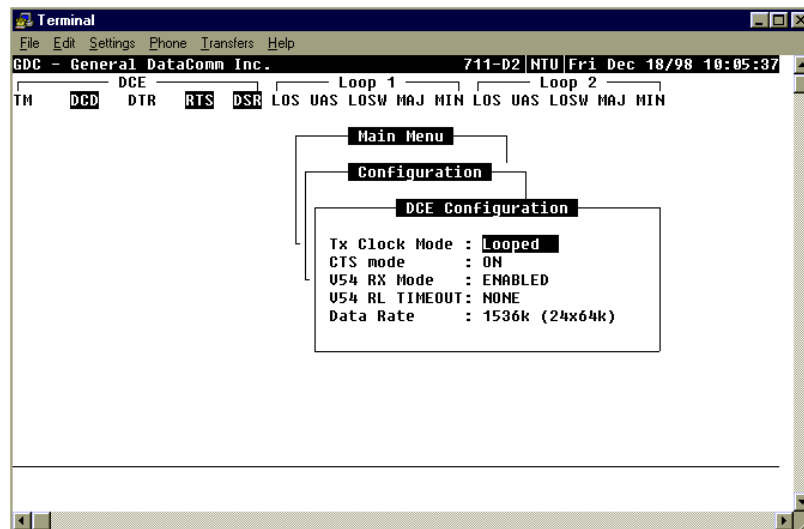 Terminal
File Edit Settings Phone Transfers Help
GDC - General DataComm Inc. 711-D2 NTU Fri Dec 18/98 10:05:37
DCE Loop 1 Loop 2
TM DCD DTR RTS DSR LOS UAS LOSW MAJ MIN LOS UAS LOSW MAJ MIN
Main Menu
Configuration
DCE Configuration
Tx Clock Mode : Looped
CTS mode : ON
V54 RX Mode : ENABLED
V54 RL TIMEOUT: NONE
Data Rate : 1536k (24x64k)